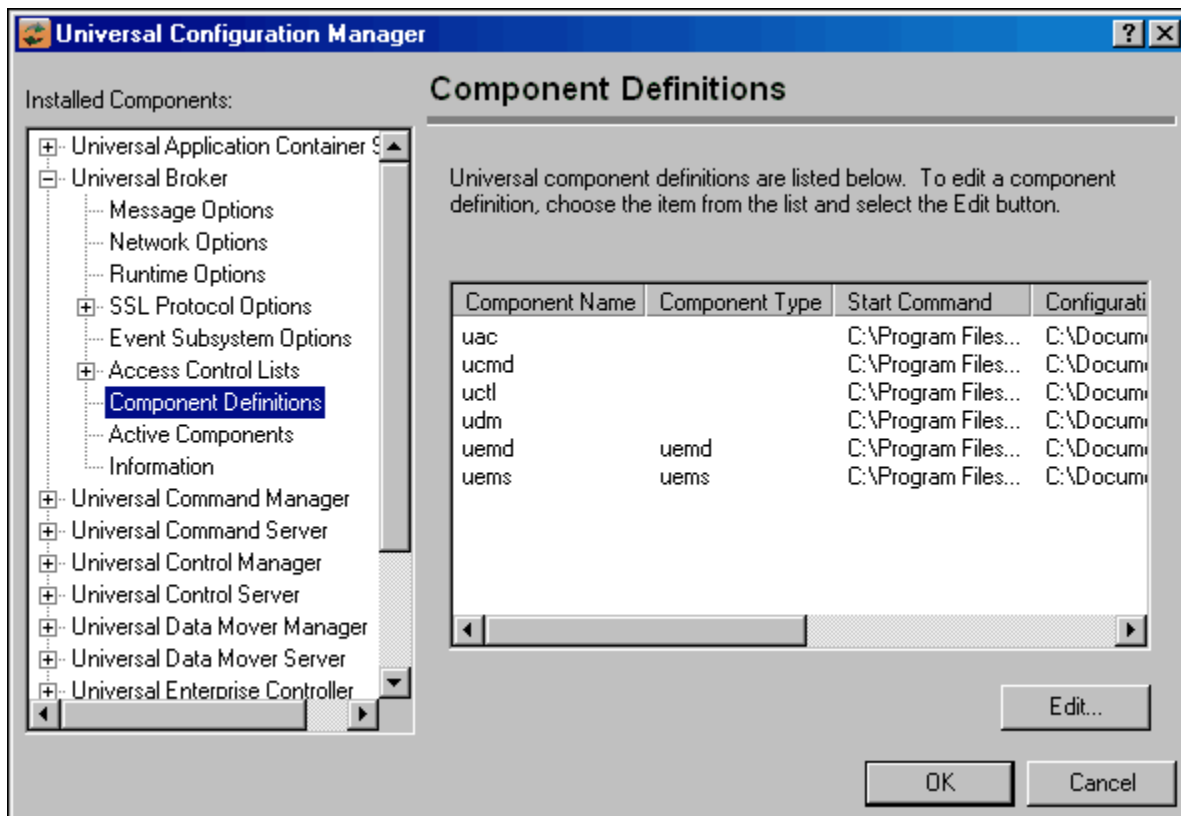 Universal Configuration Manager
Installed Components:
Universal Application Container S
Universal Broker
Message Options
Network Options
Runtime Options
SSL Protocol Options
Event Subsystem Options
Access Control Lists
Component Definitions
Active Components
Information
Universal Command Manager
Universal Command Server
Universal Control Manager
Universal Control Server
Universal Data Mover Manager
Universal Data Mover Server
Universal Enterprise Controller
Component Definitions
Universal component definitions are listed below. To edit a component
definition, choose the item from the list and select the Edit button.
Component Name Component Type Start Command Configurati
uac C:\Program Files... C:\Docum
ucmd C:\Program Files... C:\Docum
uctl C:\Program Files... C:\Docum
udm C:\Program Files... C:\Docum
uemd uemd C:\Program Files... C:\Docum
uems uems C:\Program Files... C:\Docum
Edit...
OK Cancel